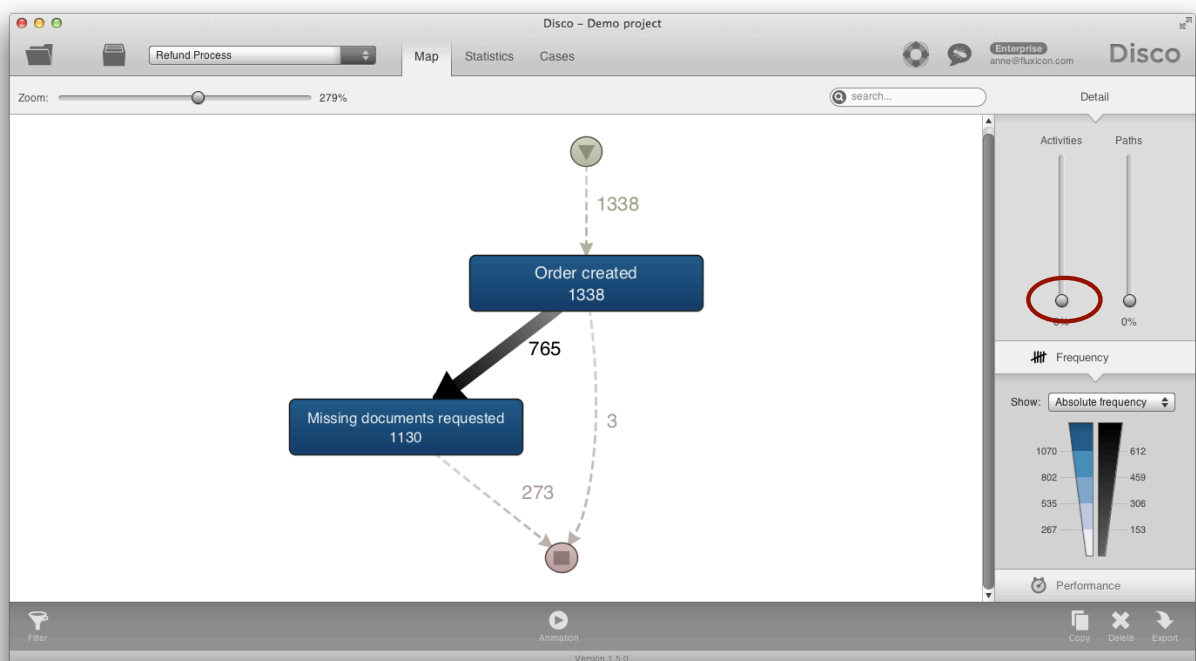 Disco – Demo project
Refund Process
Map
Statistics
Cases
Enterprise
anne@fluxicon.com
Disco
Zoom:
279%
search...
Detail
Activities
Paths
1338
Order created
1338
765
3
Missing documents requested
1130
273
0%
0%
Frequency
Show:
Absolute frequency
1070
612
802
459
535
306
267
153
Performance
Filter
Animation
Copy
Delete
Export
Version 1.5.0